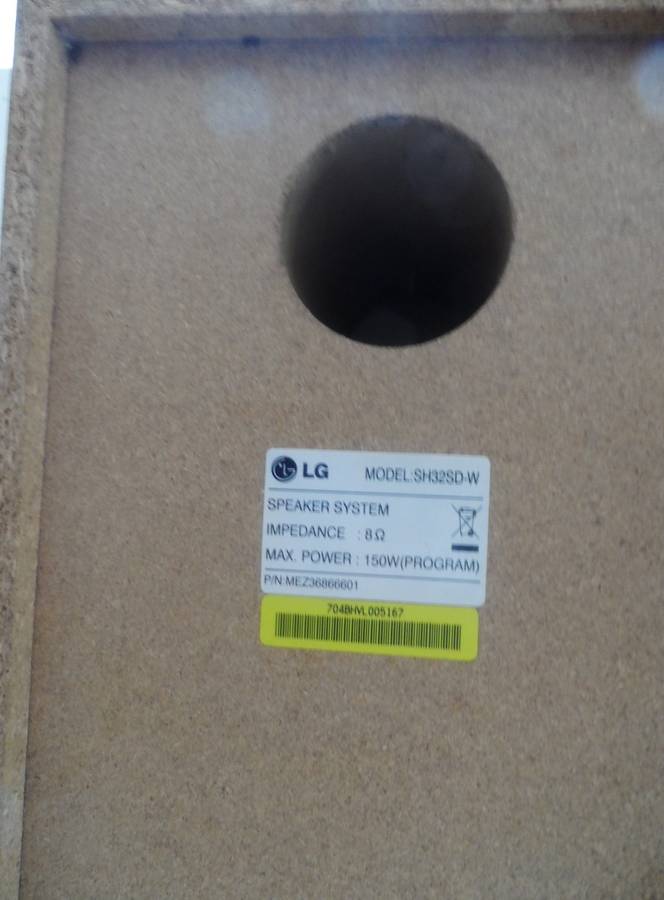 LG MODEL:SH32SD-W
SPEAKER SYSTEM
IMPEDANCE : 8Ω
MAX. POWER : 150W(PROGRAM)
P/N:MEZ36866601
704BHVL005167